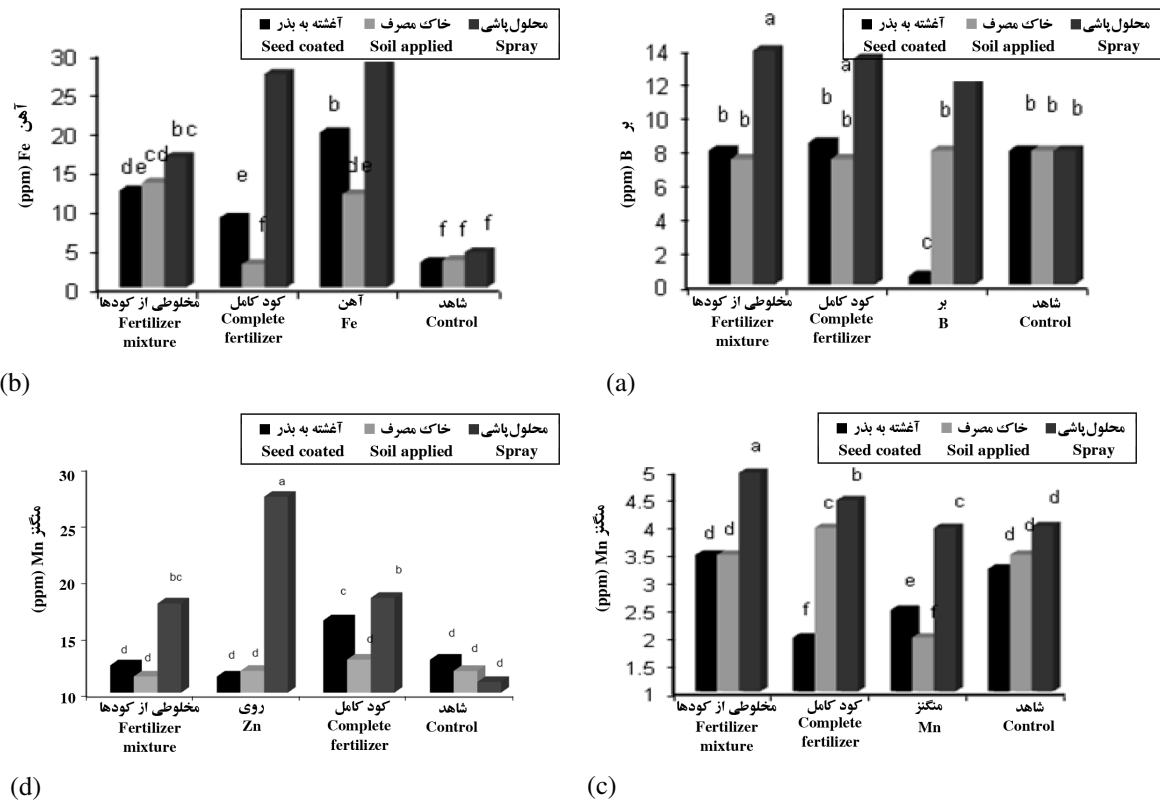 آغشته به بذر خاک مصرف محلول‌پاشی
Seed coated Soil applied Spray
آهن Fe (ppm)
30
25
20
15
10
5
0
de cd bc
e f
b de
f f f
مخلوطی از کودها کود کامل آهن شاهد
Fertilizer Complete Fe Control
mixture fertilizer
(b)
آغشته به بذر خاک مصرف محلول‌پاشی
Seed coated Soil applied Spray
بر B (ppm)
14
12
10
8
6
4
2
0
b b a
b b a
c b
b b b
مخلوطی از کودها کود کامل بر شاهد
Fertilizer Complete B Control
mixture fertilizer
(a)
آغشته به بذر خاک مصرف محلول‌پاشی
Seed coated Soil applied Spray
منگنز Mn (ppm)
30
25
20
15
10
d d bc
d d a
c d b
d d d
مخلوطی از کودها روی کود کامل شاهد
Fertilizer Zn Complete Control
mixture fertilizer
(d)
آغشته به بذر خاک مصرف محلول‌پاشی
Seed coated Soil applied Spray
منگنز Mn (ppm)
5
4.5
4
3.5
3
2.5
2
1.5
1
d d a
f c b
e f c
d d d
مخلوطی از کودها کود کامل منگنز شاهد
Fertilizer Complete Mn Control
mixture fertilizer
(c)